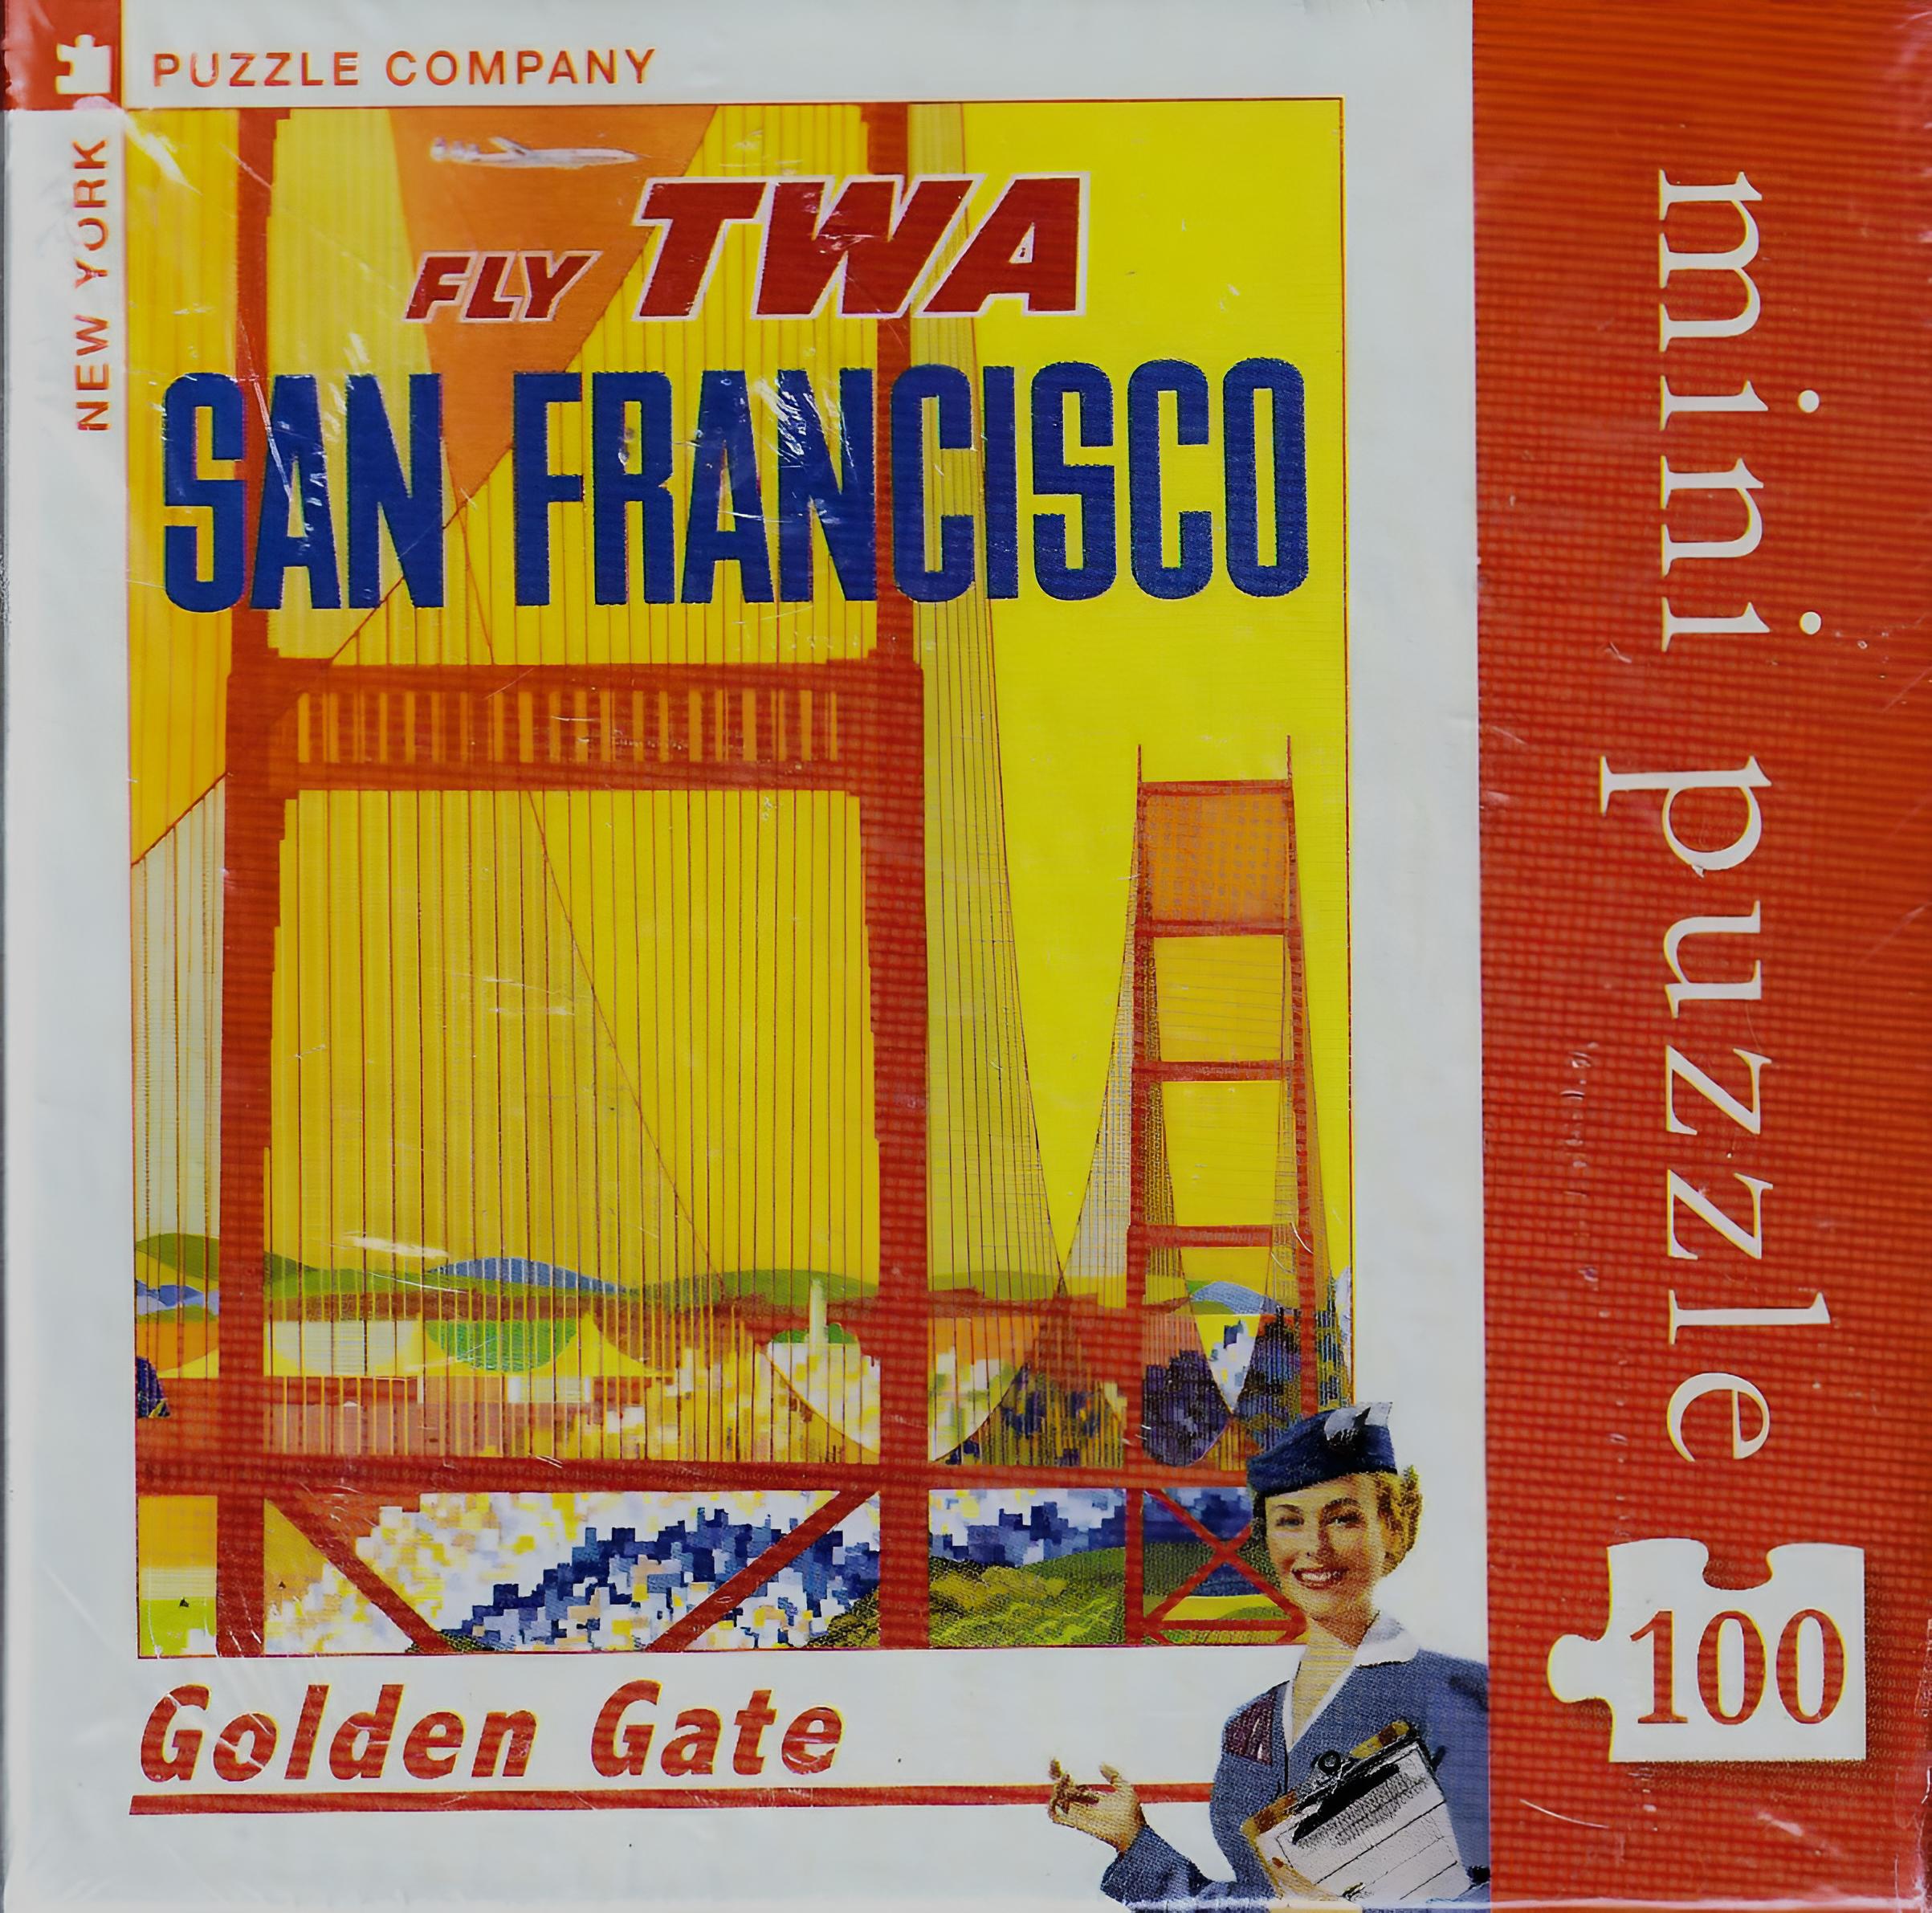 PUZZLE COMPANY
NEW YORK
FLY TWA
SAN FRANCISCO
Golden Gate
mini puzzle
100